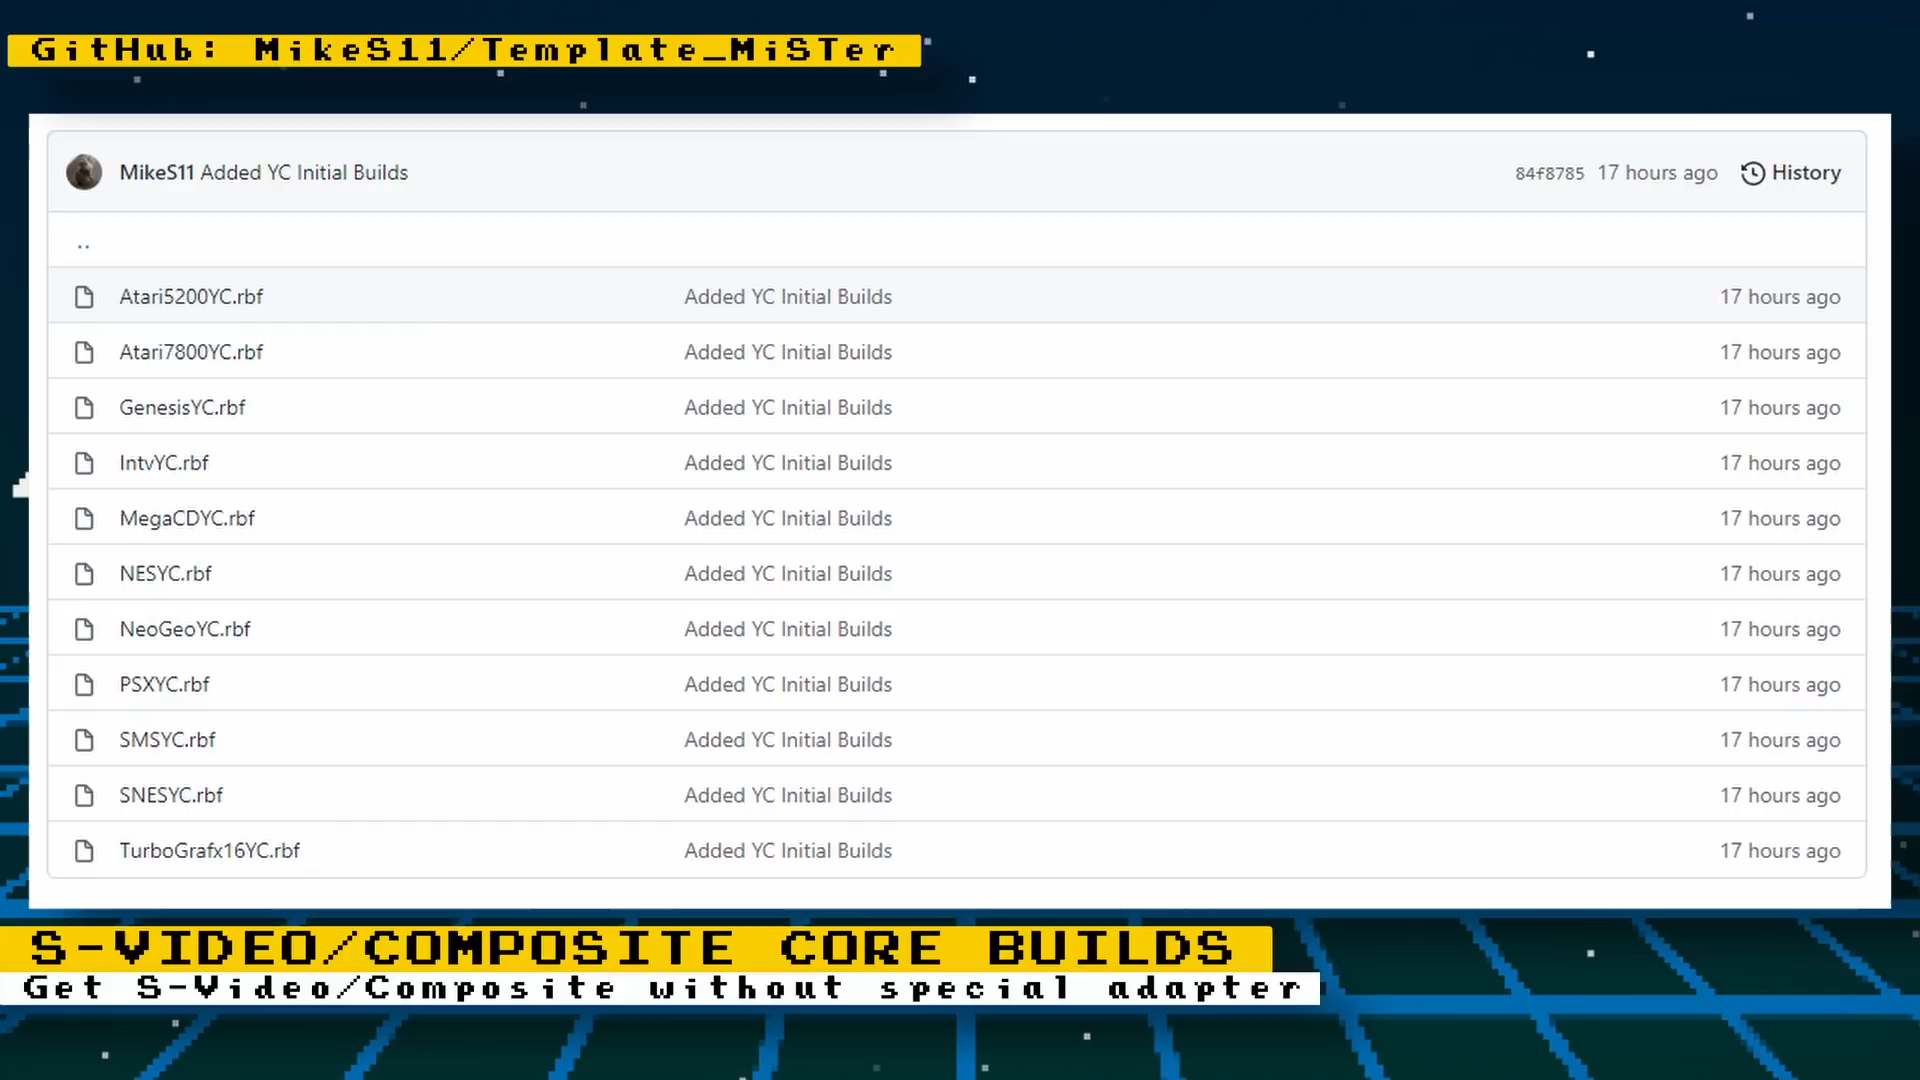 GitHub: MikeS11/Template_MiSTer
MikeS11 Added YC Initial Builds 84f8785 17 hours ago History
..
Atari5200YC.rbf Added YC Initial Builds 17 hours ago
Atari7800YC.rbf Added YC Initial Builds 17 hours ago
GenesisYC.rbf Added YC Initial Builds 17 hours ago
IntvYC.rbf Added YC Initial Builds 17 hours ago
MegaCDYC.rbf Added YC Initial Builds 17 hours ago
NESYC.rbf Added YC Initial Builds 17 hours ago
NeoGeoYC.rbf Added YC Initial Builds 17 hours ago
PSXYC.rbf Added YC Initial Builds 17 hours ago
SMSYC.rbf Added YC Initial Builds 17 hours ago
SNESYC.rbf Added YC Initial Builds 17 hours ago
TurboGrafx16YC.rbf Added YC Initial Builds 17 hours ago
S-VIDEO/COMPOSITE CORE BUILDS
Get S-Video/Composite without special adapter